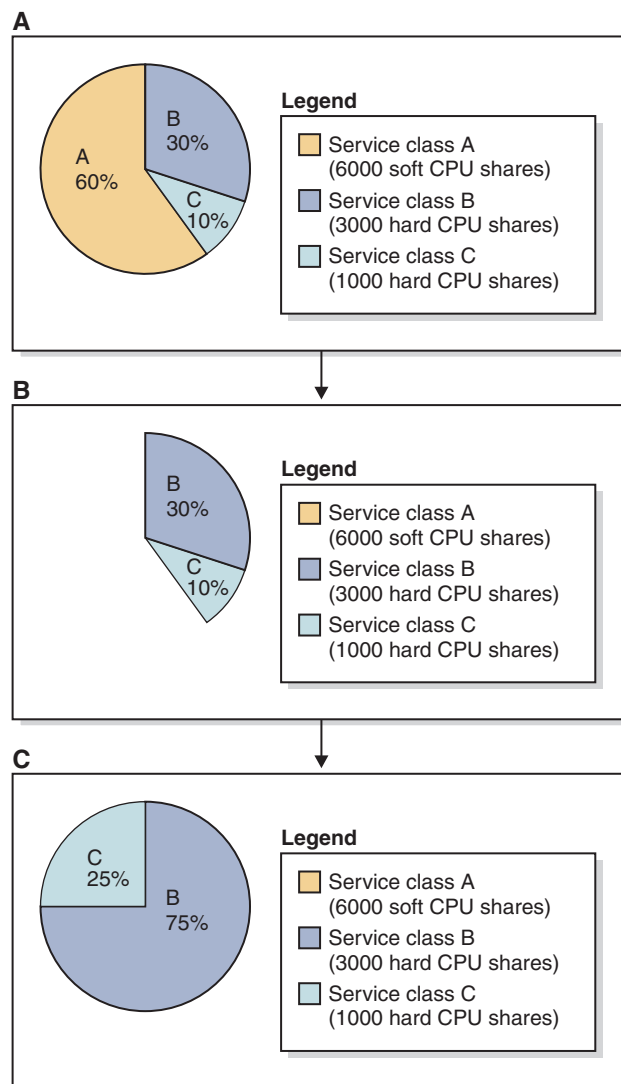 A
A
60%
B
30%
C
10%
Legend
Service class A
(6000 soft CPU shares)
Service class B
(3000 hard CPU shares)
Service class C
(1000 hard CPU shares)
B
B
30%
C
10%
Legend
Service class A
(6000 soft CPU shares)
Service class B
(3000 hard CPU shares)
Service class C
(1000 hard CPU shares)
C
C
25%
B
75%
Legend
Service class A
(6000 soft CPU shares)
Service class B
(3000 hard CPU shares)
Service class C
(1000 hard CPU shares)